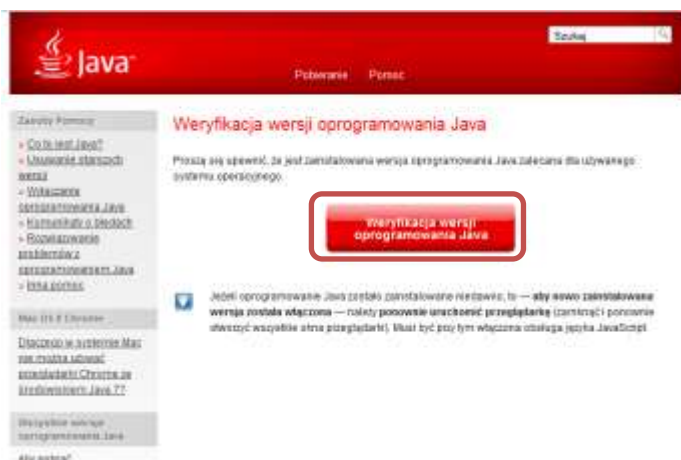 Java
Szukaj
Pobieranie Pomoc
Zasoby Pomocy
» Co to jest Java?
» Usuwanie starszych
wersji
» Wyłączanie
oprogramowania Java
» Komunikaty o błędach
» Rozwiązywanie
problemów z
oprogramowaniem Java
» Inna pomoc
Mac OS X Chrome
Dlaczego w systemie Mac
nie można używać
przeglądarki Chrome ze
środowiskiem Java 7?
Wszystkie wersje
oprogramowania Java
Weryfikacja wersji oprogramowania Java
Proszę się upewnić, że jest zainstalowana wersja oprogramowania Java zalecana dla używanego
systemu operacyjnego.
Weryfikacja wersji
oprogramowania Java
Jeżeli oprogramowanie Java zostało zainstalowane niedawno, to — aby nowo zainstalowana
wersja została włączona — należy ponownie uruchomić przeglądarkę (zamknąć i ponownie
otworzyć wszystkie okna przeglądarki). Musi być przy tym włączona obsługa języka JavaScript.